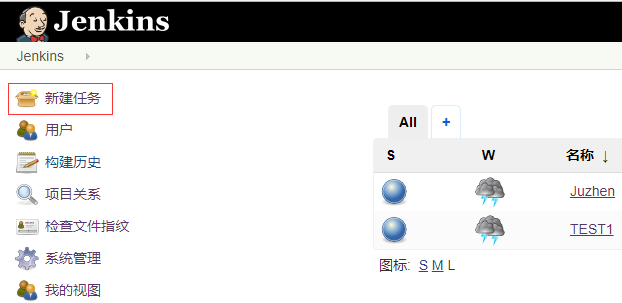 Jenkins
Jenkins
新建任务
用户
构建历史
项目关系
检查文件指纹
系统管理
我的视图
All +
S W 名称 ↓
Juzhen
TEST1
图标: S M L